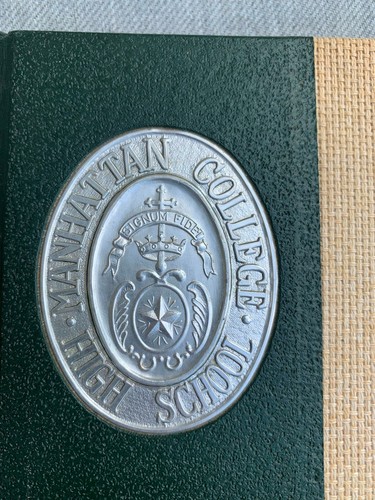 MANHATTAN COLLEGE
HIGH SCHOOL
SIGNUM FIDEI